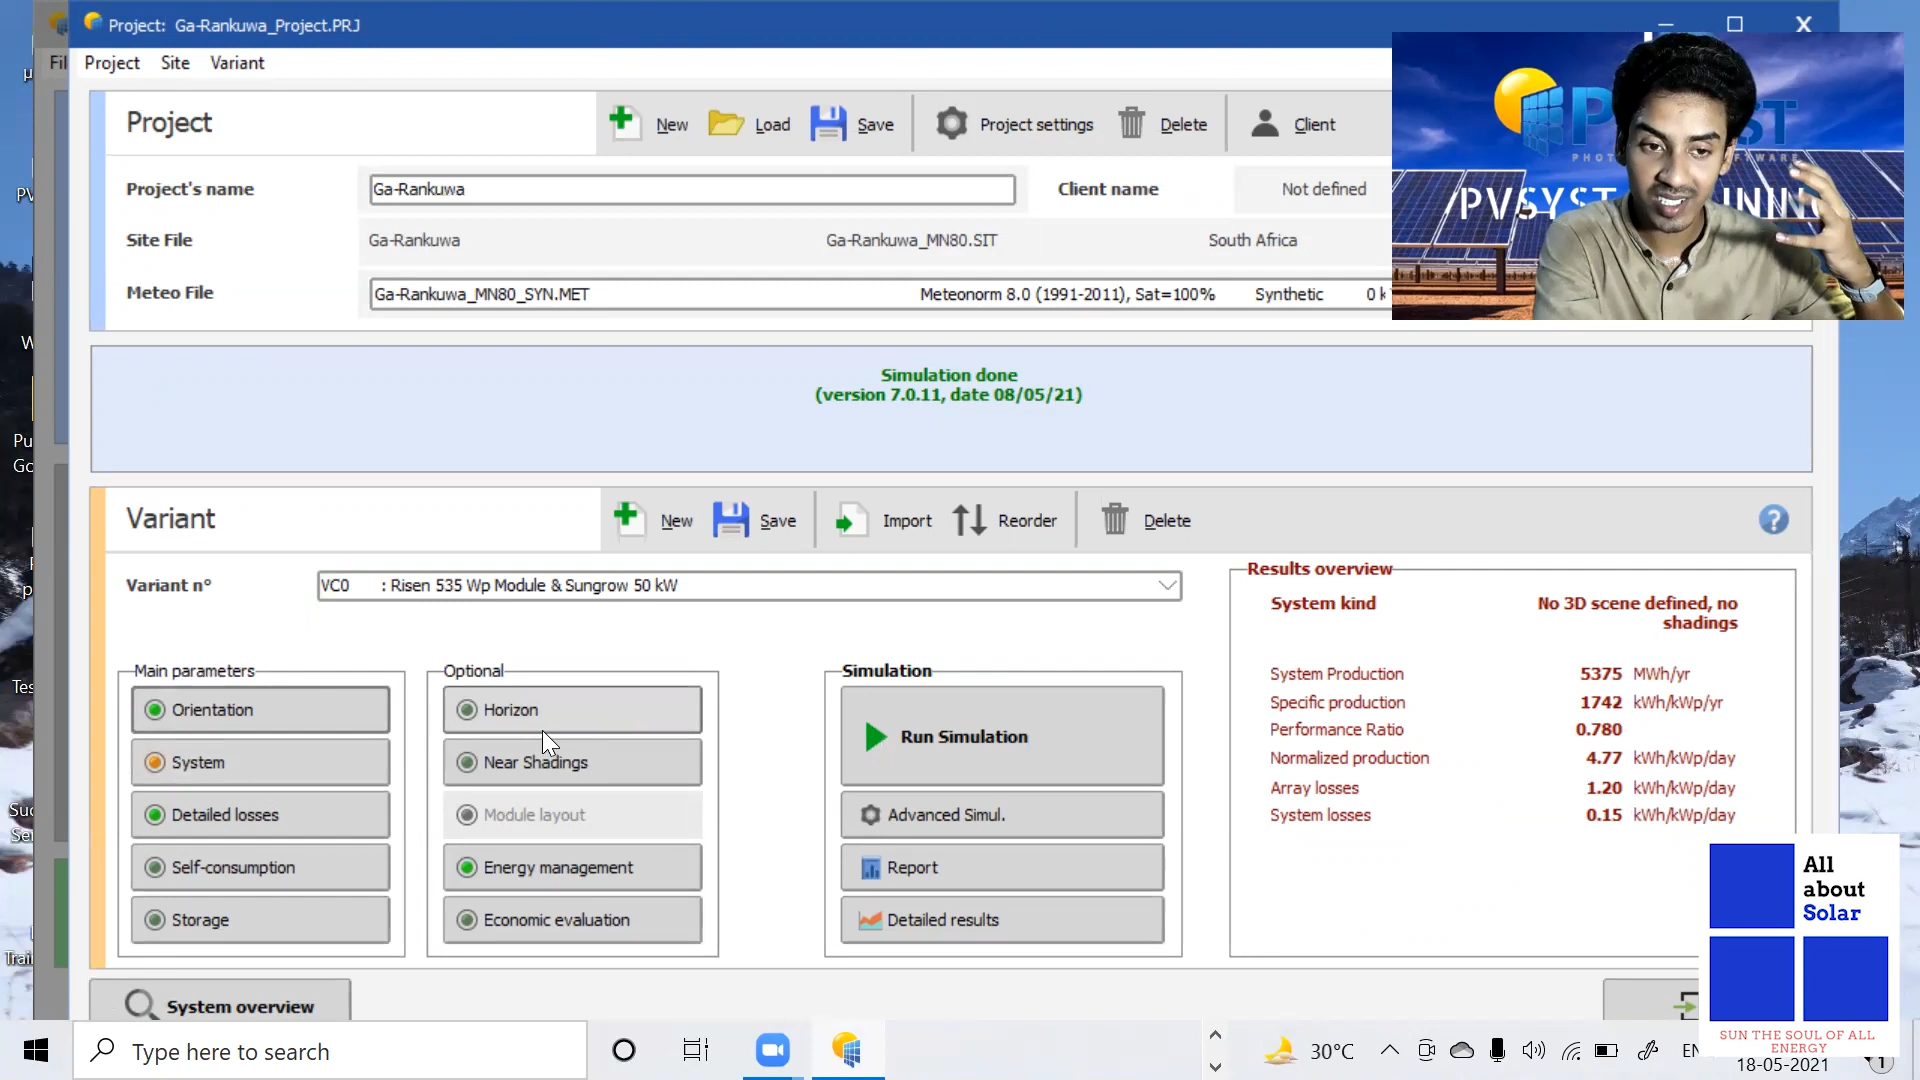 Project: Ga-Rankuwa_Project.PRJ
Fil Project Site Variant
Project
New Load Save Project settings Delete Client
Project's name Ga-Rankuwa Client name Not defined
Site File Ga-Rankuwa Ga-Rankuwa_MN80.SIT South Africa
Meteo File Ga-Rankuwa_MN80_SYN.MET Meteonorm 8.0 (1991-2011), Sat=100% Synthetic 0 k
Simulation done
(version 7.0.11, date 08/05/21)
Variant
New Save Import Reorder Delete
Variant n° VC0 : Risen 535 Wp Module & Sungrow 50 kW
Main parameters
Orientation
System
Detailed losses
Self-consumption
Storage
Optional
Horizon
Near Shadings
Module layout
Energy management
Economic evaluation
Simulation
Run Simulation
Advanced Simul.
Report
Detailed results
Results overview
System kind No 3D scene defined, no
shadings
System Production 5375 MWh/yr
Specific production 1742 kWh/kWp/yr
Performance Ratio 0.780
Normalized production 4.77 kWh/kWp/day
Array losses 1.20 kWh/kWp/day
System losses 0.15 kWh/kWp/day
System overview
All
about
Solar
SUN THE SOUL OF ALL
ENERGY
Type here to search
30°C
EN
18-05-2021
1
PVSYST